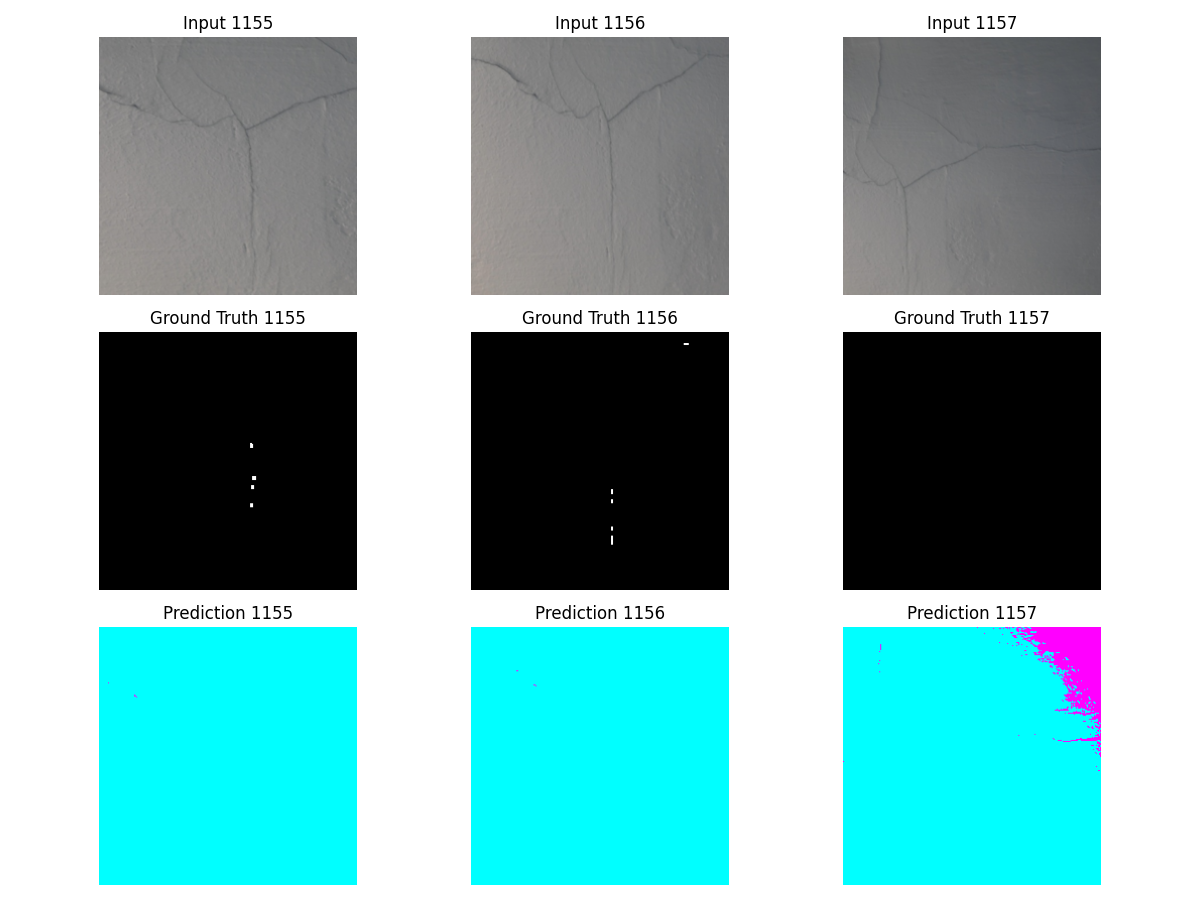 Input 1155
Input 1156
Input 1157
Ground Truth 1155
Ground Truth 1156
Ground Truth 1157
Prediction 1155
Prediction 1156
Prediction 1157